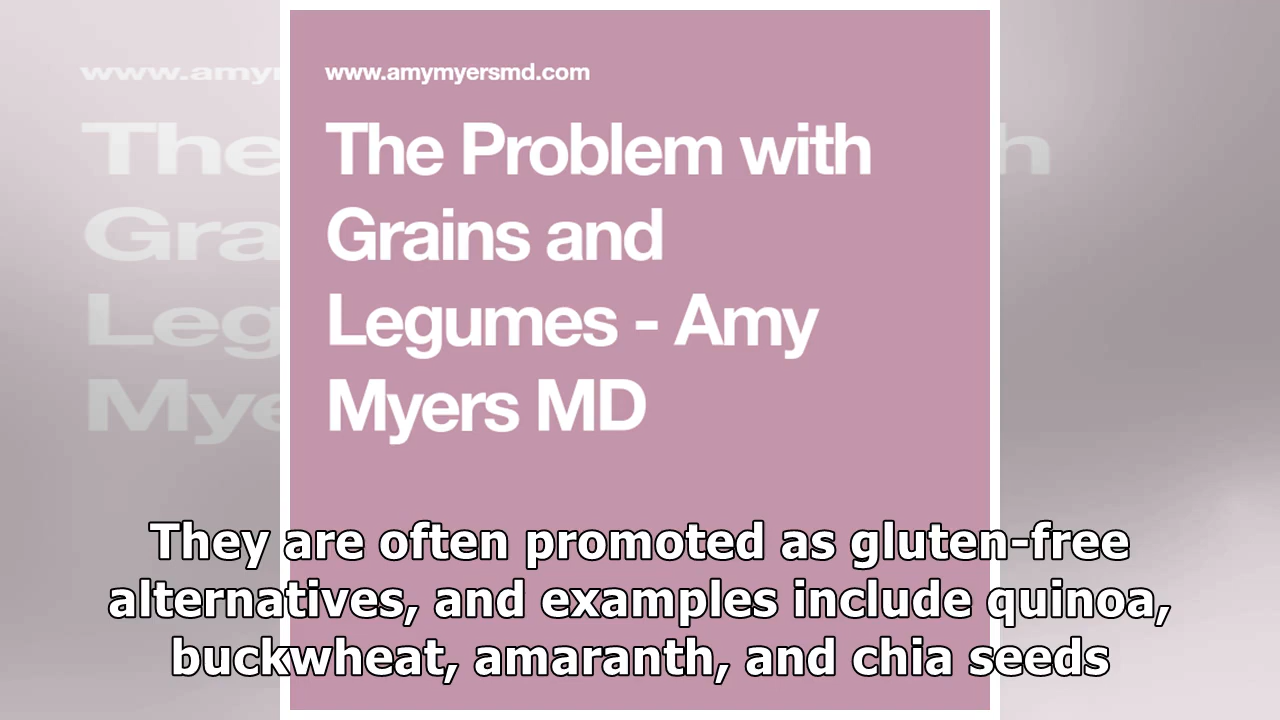 www.amymyersmd.com
The Problem with
Grains and
Legumes - Amy
Myers MD
They are often promoted as gluten-free
alternatives, and examples include quinoa,
buckwheat, amaranth, and chia seeds